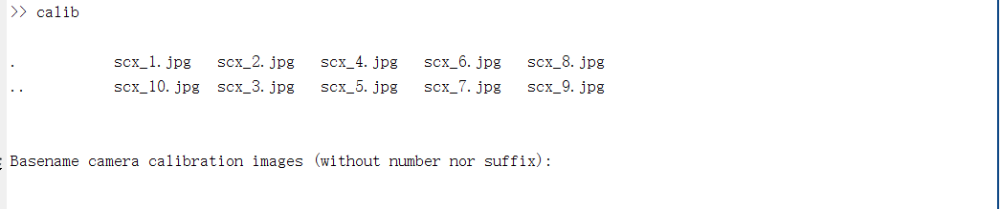 >> calib
. scx_1.jpg scx_2.jpg scx_4.jpg scx_6.jpg scx_8.jpg
.. scx_10.jpg scx_3.jpg scx_5.jpg scx_7.jpg scx_9.jpg
Basename camera calibration images (without number nor suffix):